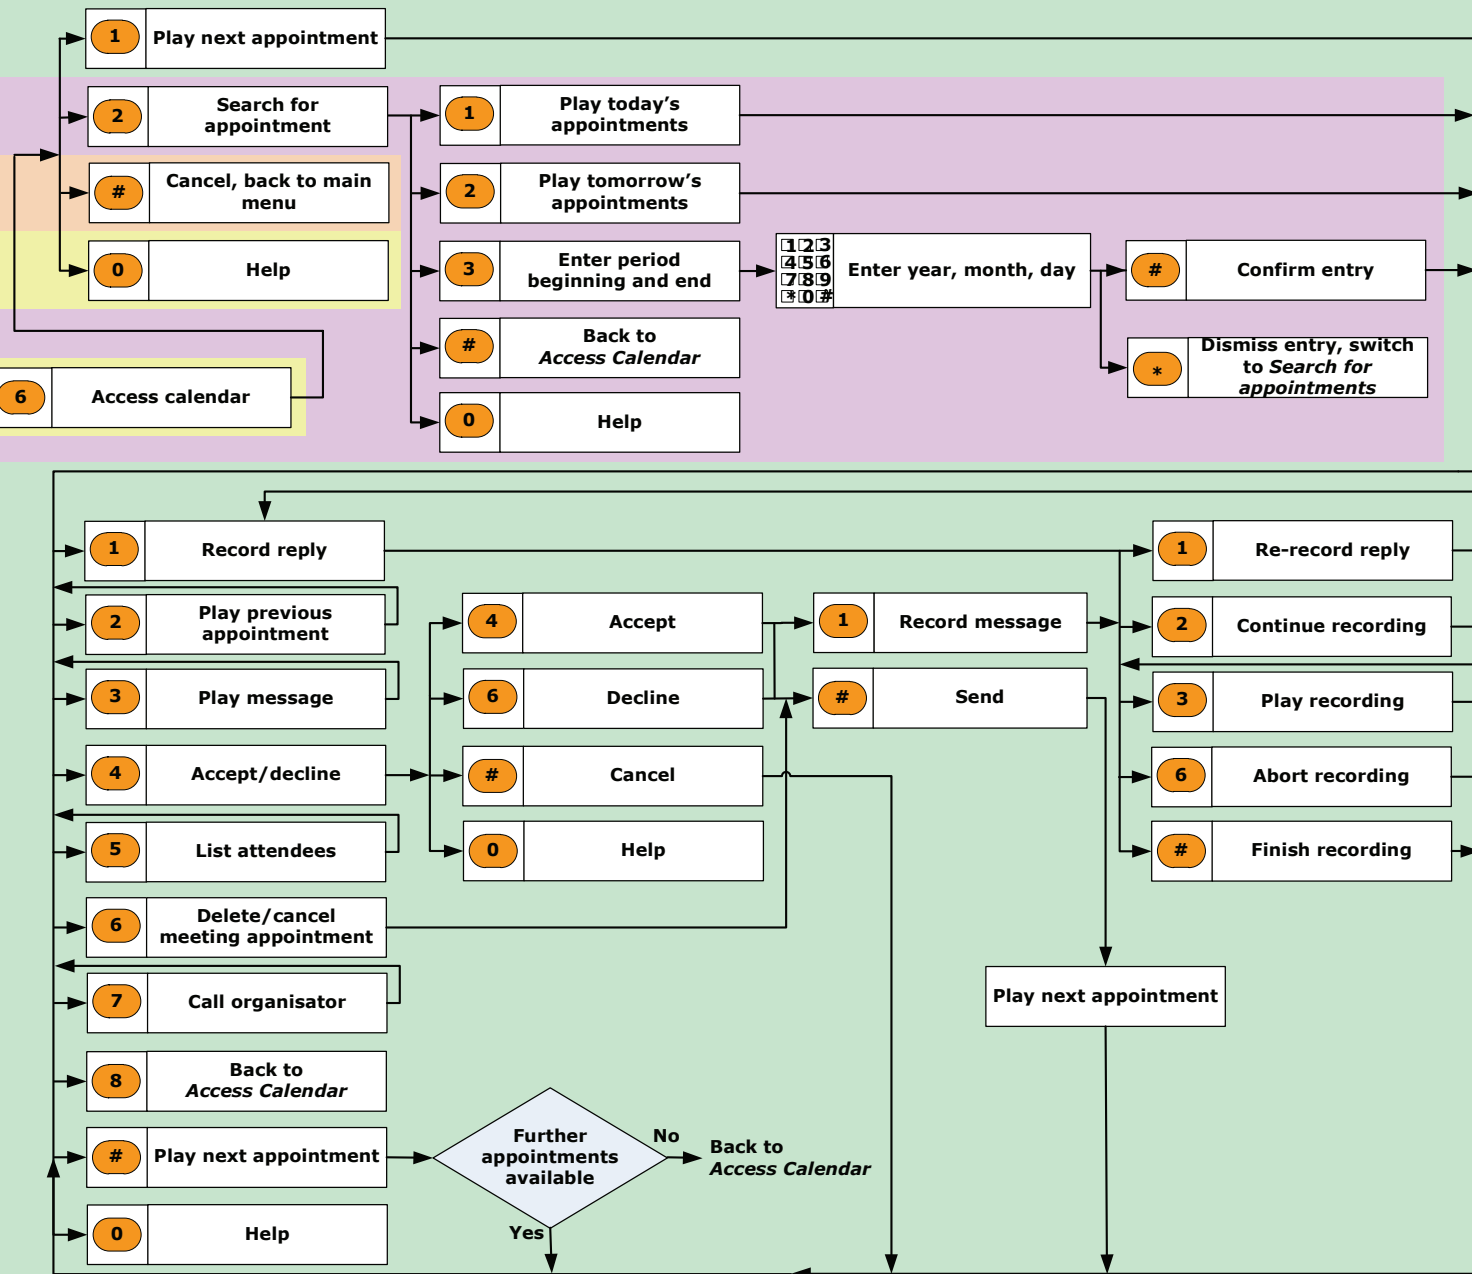 1 Play next appointment
2 Search for
appointment
# Cancel, back to main
menu
0 Help
6 Access calendar
1 Play today's
appointments
2 Play tomorrow's
appointments
3 Enter period
beginning and end
# Back to
Access Calendar
0 Help
123
456
789
*0#
Enter year, month, day
# Confirm entry
* Dismiss entry, switch
to Search for
appointments
1 Record reply
2 Play previous
appointment
3 Play message
4 Accept/decline
5 List attendees
6 Delete/cancel
meeting appointment
7 Call organisator
8 Back to
Access Calendar
# Play next appointment
0 Help
4 Accept
6 Decline
# Cancel
0 Help
1 Record message
# Send
1 Re-record reply
2 Continue recording
3 Play recording
6 Abort recording
# Finish recording
Play next appointment
Further
appointments
available
No
Back to
Access Calendar
Yes